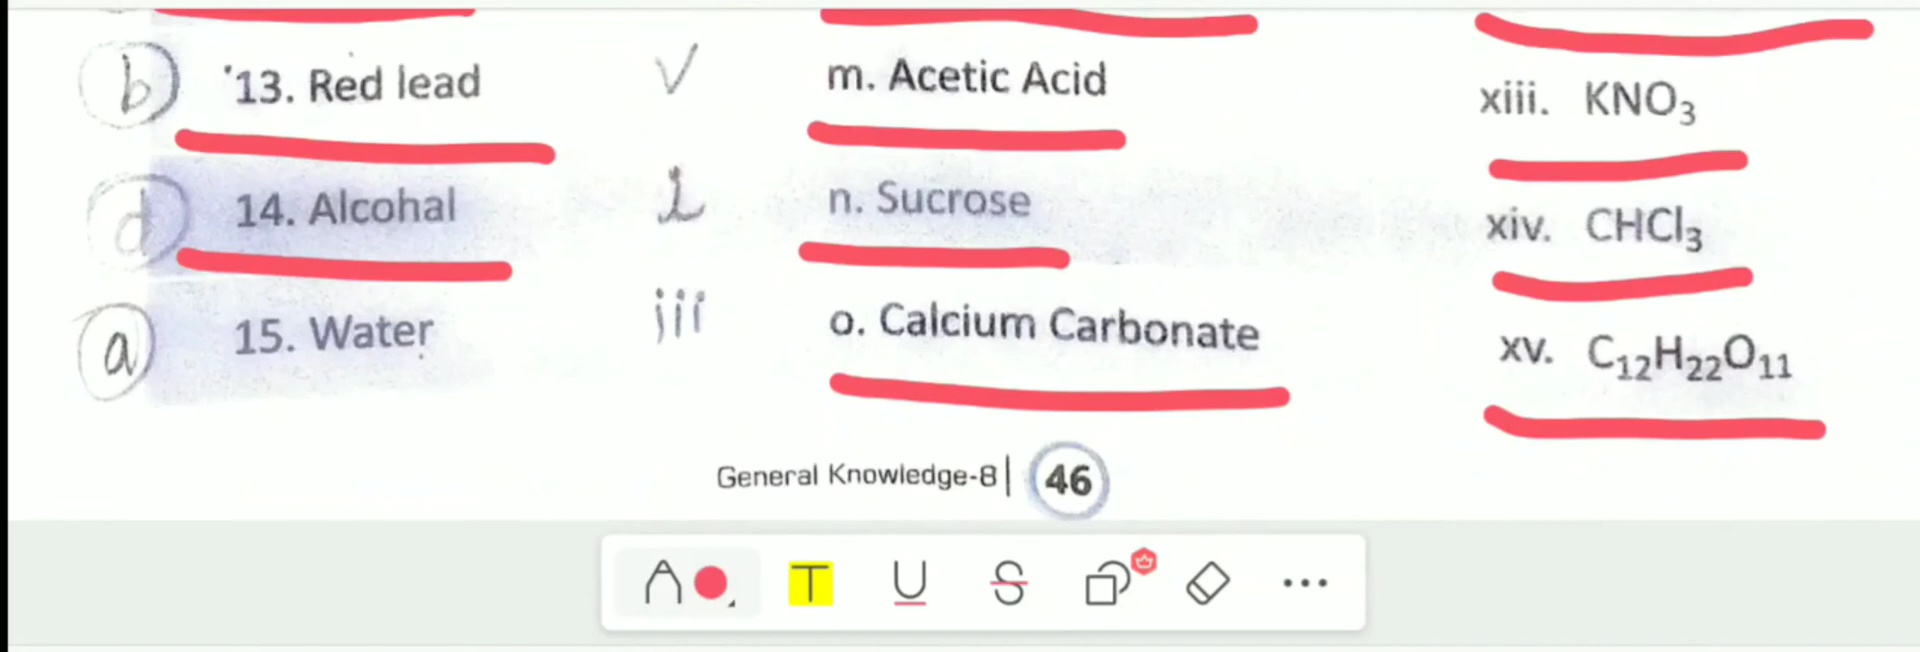 b '13. Red lead V m. Acetic Acid xiii. KNO₃
d 14. Alcohal i n. Sucrose xiv. CHCl₃
a 15. Water iii o. Calcium Carbonate xv. C₁₂H₂₂O₁₁
General Knowledge-8| 46
A T U S ...